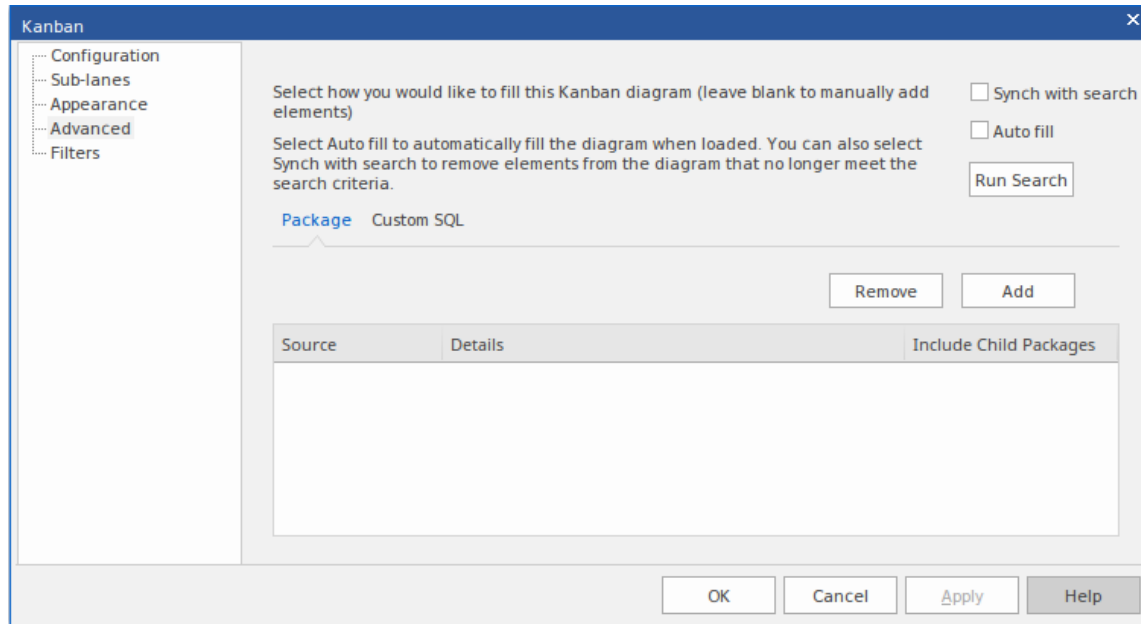 Kanban
Configuration
Sub-lanes
Appearance
Advanced
Filters
Select how you would like to fill this Kanban diagram (leave blank to manually add
elements)
Select Auto fill to automatically fill the diagram when loaded. You can also select
Synch with search to remove elements from the diagram that no longer meet the
search criteria.
Synch with search
Auto fill
Run Search
Package Custom SQL
Remove Add
Source Details Include Child Packages
OK Cancel Apply Help